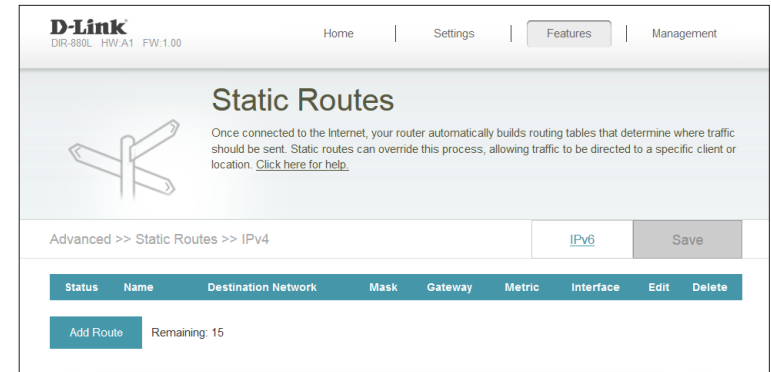 D-Link
DIR-880L HW:A1 FW:1.00
Home
Settings
Features
Management
Static Routes
Once connected to the Internet, your router automatically builds routing tables that determine where traffic
should be sent. Static routes can override this process, allowing traffic to be directed to a specific client or
location. Click here for help.
Advanced >> Static Routes >> IPv4
IPv6
Save
Status Name Destination Network Mask Gateway Metric Interface Edit Delete
Add Route
Remaining: 15